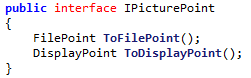 public interface IPicturePoint
{
    FilePoint ToFilePoint();
    DisplayPoint ToDisplayPoint();
}